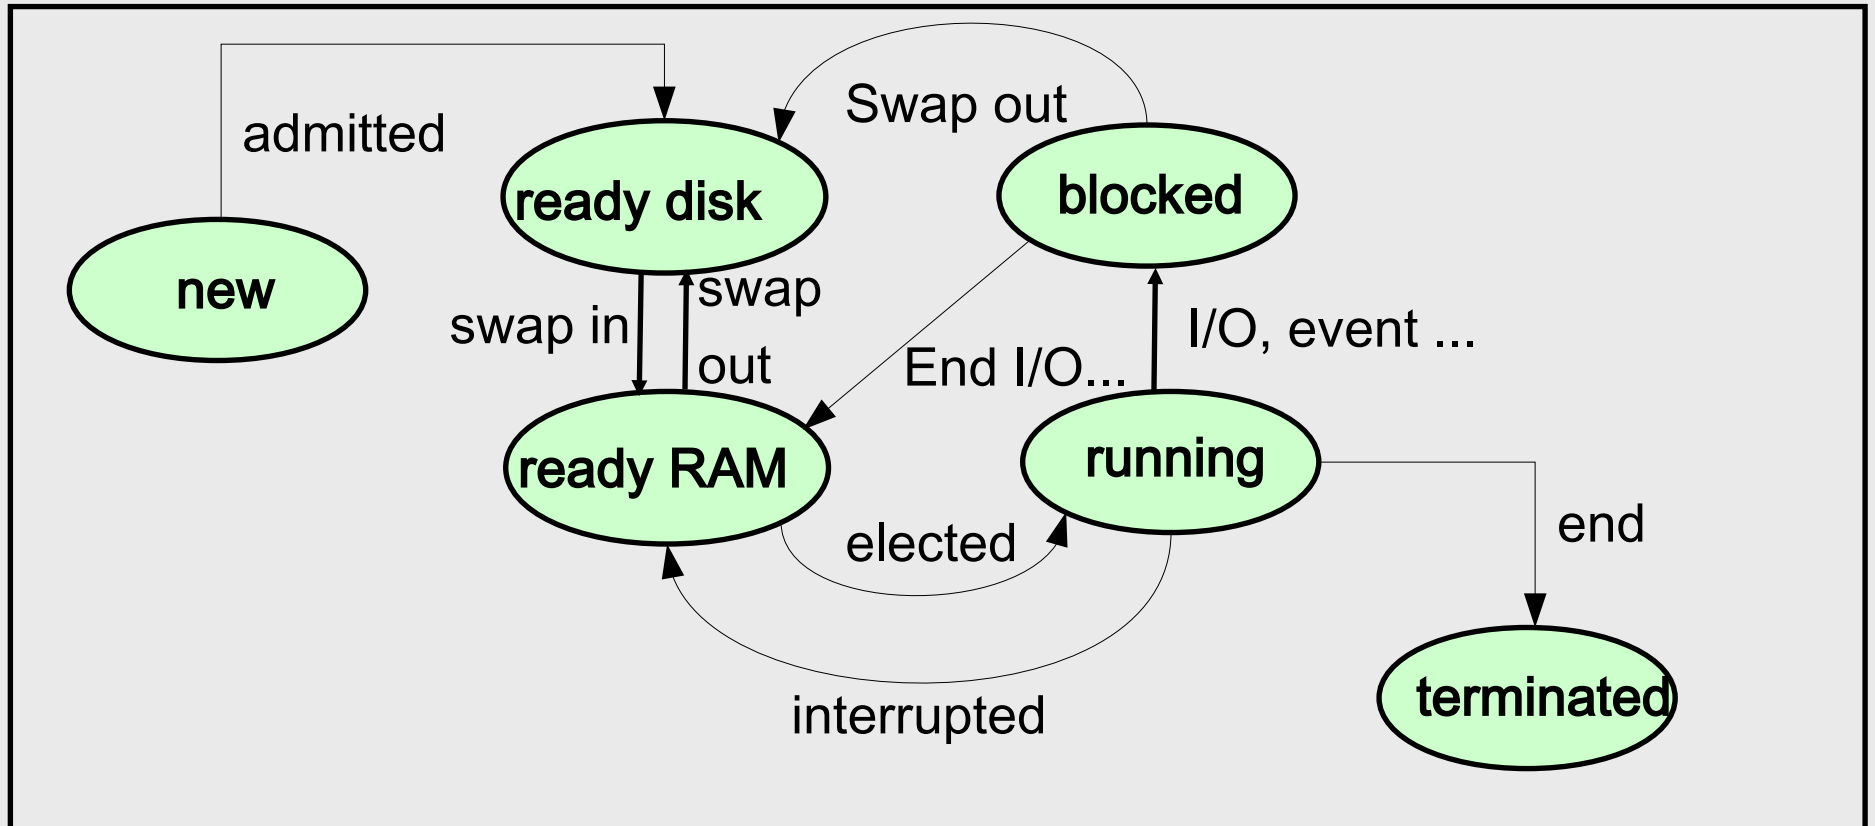 Swap out
admitted
ready disk
blocked
new
swap
out
swap in
I/O, event ...
End I/O...
ready RAM
running
elected
end
interrupted
terminated